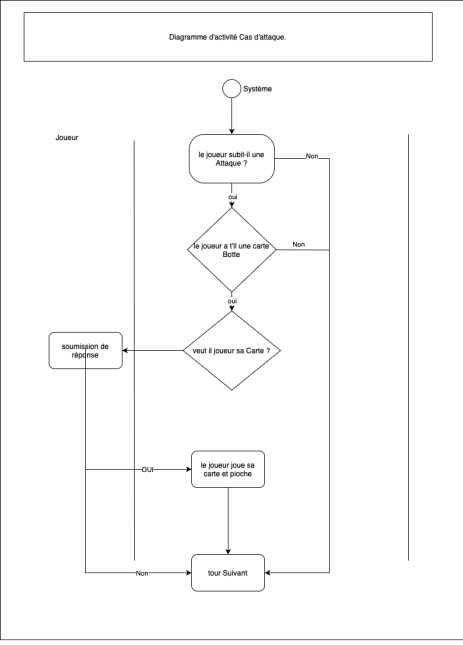 Diagramme d'activité Cas d'attaque.
Système
Joueur
le joueur subit-il une
Attaque ?
Non
oui
le joueur a t'il une carte
Botte
Non
oui
veut il joueur sa Carte ?
soumission de
réponse
OUI
le joueur joue sa
carte et pioche
Non
tour Suivant